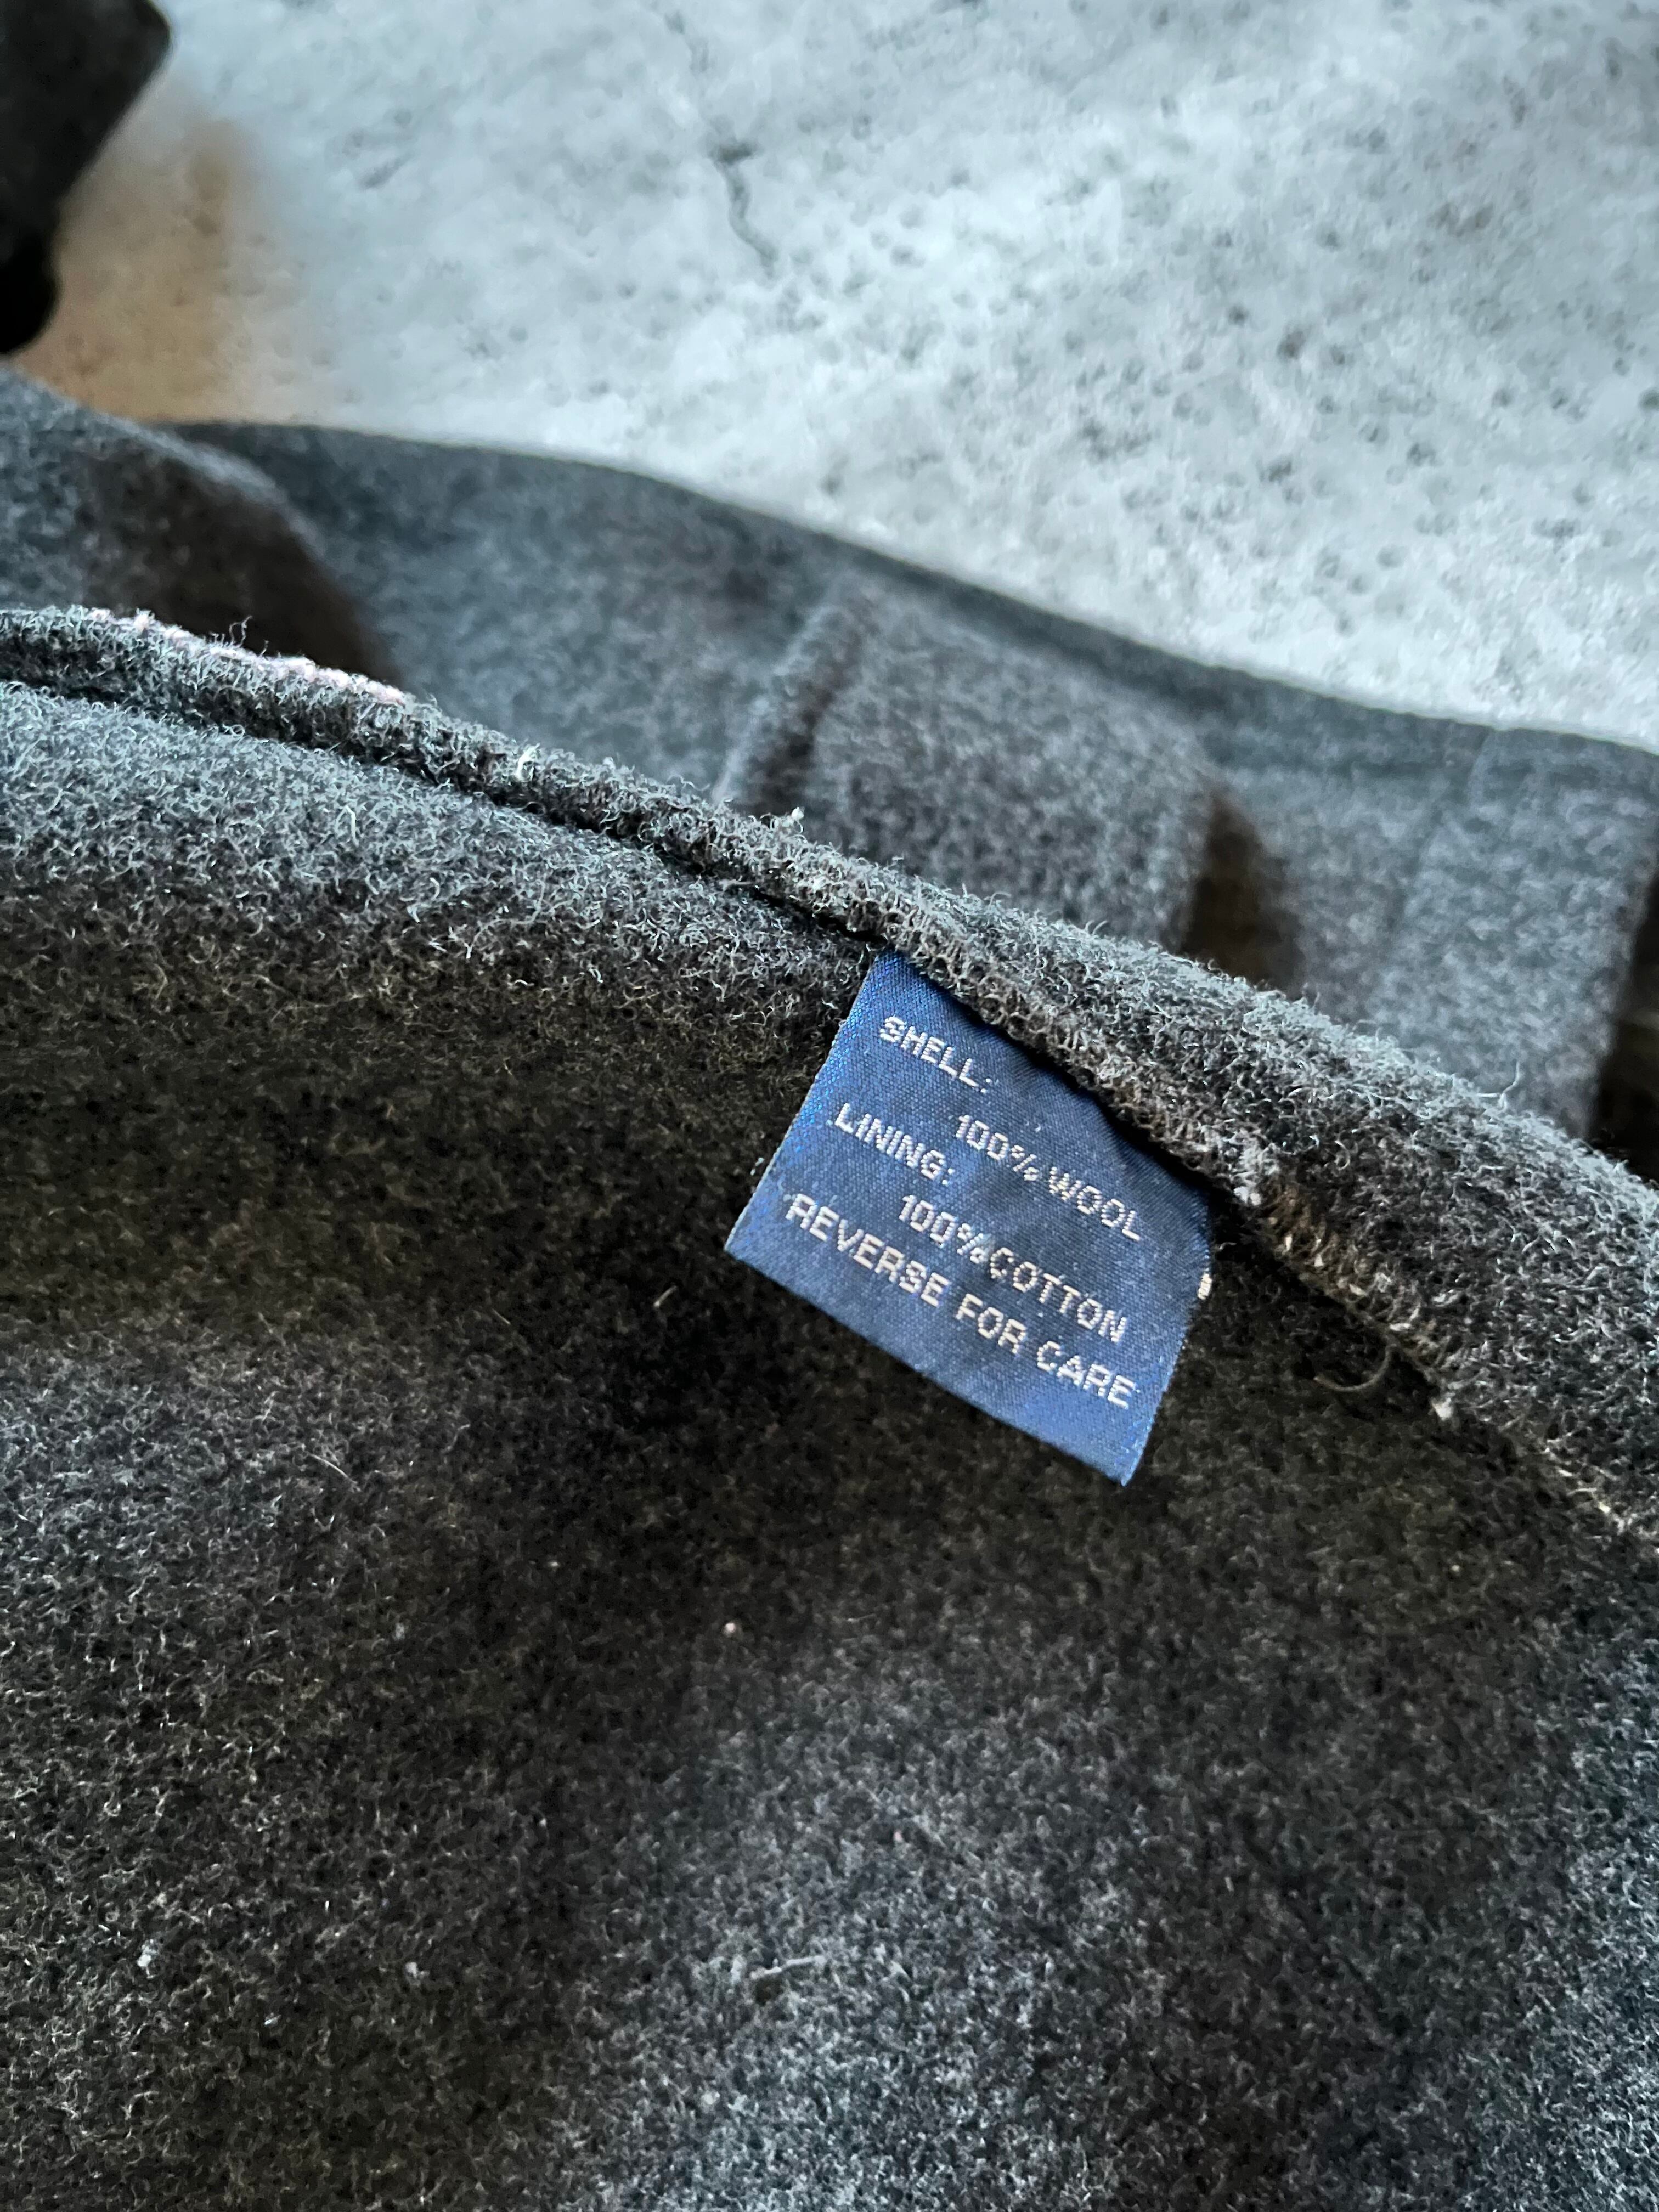 SHELL:
100% WOOL
LINING:
100% COTTON
REVERSE FOR CARE